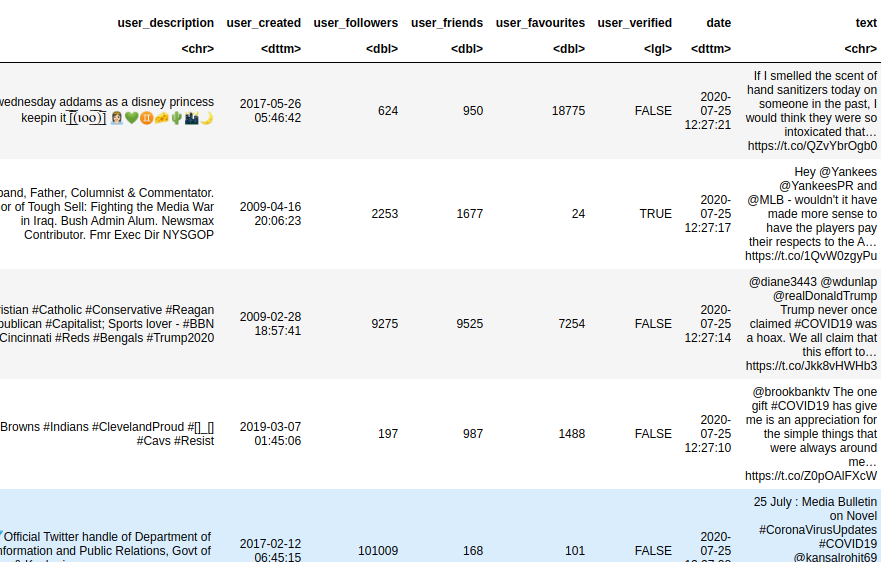 user_description user_created user_followers user_friends user_favourites user_verified date text
<chr> <dttm> <dbl> <dbl> <dbl> <lgl> <dttm> <chr>
wednesday addams as a disney princess
keepin it
2017-05-26
05:46:42
624
950
18775
FALSE
2020-
07-25
12:27:21
If I smelled the scent of
hand sanitizers today on
someone in the past, I
would think they were so
intoxicated that…
https://t.co/QZvYbrOgb0
band, Father, Columnist & Commentator.
or of Tough Sell: Fighting the Media War
in Iraq. Bush Admin Alum. Newsmax
Contributor. Fmr Exec Dir NYSGOP
2009-04-16
20:06:23
2253
1677
24
TRUE
2020-
07-25
12:27:17
Hey @Yankees
@YankeesPR and
@MLB - wouldn't it have
made more sense to
have the players pay
their respects to the A…
https://t.co/1QvW0zgyPu
ristian #Catholic #Conservative #Reagan
publican #Capitalist; Sports lover - #BBN
Cincinnati #Reds #Bengals #Trump2020
2009-02-28
18:57:41
9275
9525
7254
FALSE
2020-
07-25
12:27:14
@diane3443 @wdunlap
@realDonaldTrump
Trump never once
claimed #COVID19 was
a hoax. We all claim that
this effort to…
https://t.co/Jkk8vHWHb3
Browns #Indians #ClevelandProud #[]_[]
#Cavs #Resist
2019-03-07
01:45:06
197
987
1488
FALSE
2020-
07-25
12:27:10
@brookbanktv The one
gift #COVID19 has give
me is an appreciation for
the simple things that
were always around
me…
https://t.co/Z0pOAlFXcW
Official Twitter handle of Department of
nformation and Public Relations, Govt of
2017-02-12
06:45:15
101009
168
101
FALSE
2020-
07-25
25 July : Media Bulletin
on Novel
#CoronaVirusUpdates
#COVID19
@kansalrohit69